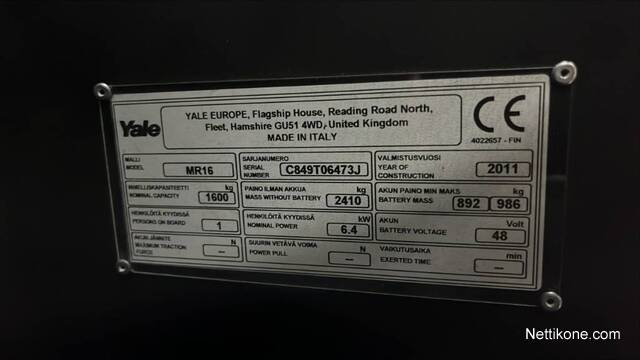 Yale
YALE EUROPE, Flagship House, Reading Road North,
Fleet, Hamshire GU51 4WD, United Kingdom
MADE IN ITALY
CE
4022657 - FIN
MALLI
MODEL
MR16
SARJANUMERO
SERIAL
NUMBER
C849T06473J
VALMISTUSVUOSI
YEAR OF
CONSTRUCTION
2011
NIMELLISKAPASITEETTI
NOMINAL CAPACITY
kg
1600
PAINO ILMAN AKKUA
MASS WITHOUT BATTERY
kg
2410
AKUN PAINO MIN MAKS
BATTERY MASS
kg
892
986
HENKILÖITÄ KYYDISSÄ
PERSONS ON BOARD
1
HENKILÖITÄ KYYDISSÄ
NOMINAL POWER
kW
6.4
AKUN
BATTERY VOLTAGE
Volt
48
AKUN JÄNNITE
MAXIMUM TRACTION
FORCE
N
–
SUURIN VETÄVÄ VOIMA
POWER PULL
N
–
VAIKUTUSAIKA
EXERTED TIME
min
–
Nettikone.com